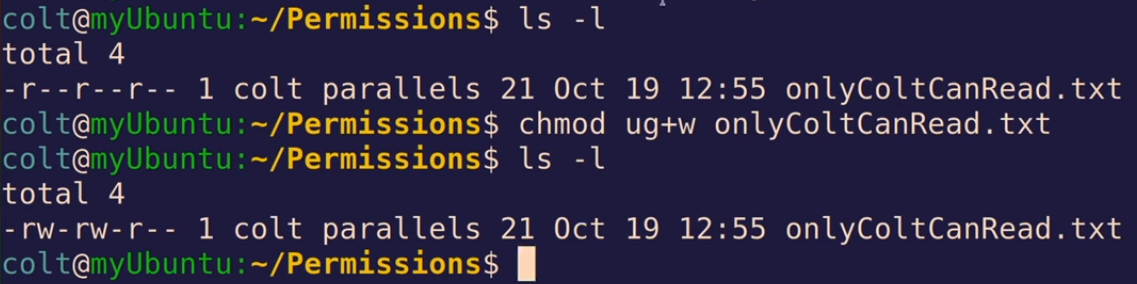 colt@myUbuntu:~/Permissions$ ls -l
total 4
-r--r--r-- 1 colt parallels 21 Oct 19 12:55 onlyColtCanRead.txt
colt@myUbuntu:~/Permissions$ chmod ug+w onlyColtCanRead.txt
colt@myUbuntu:~/Permissions$ ls -l
total 4
-rw-rw-r-- 1 colt parallels 21 Oct 19 12:55 onlyColtCanRead.txt
colt@myUbuntu:~/Permissions$